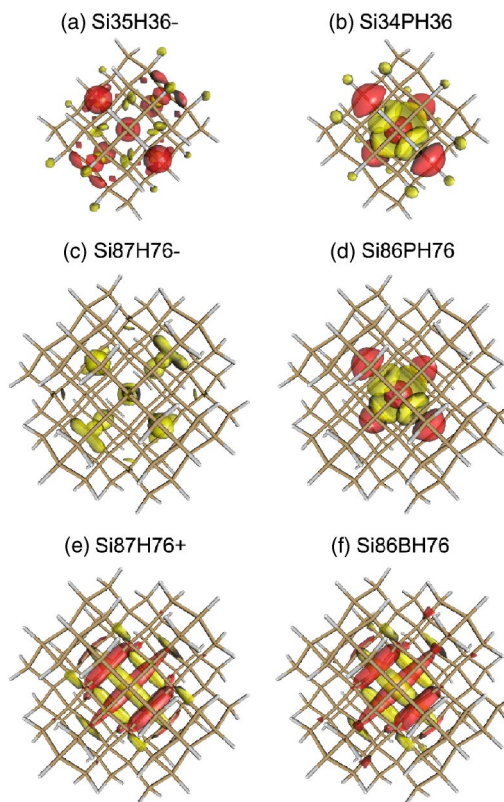 (a) Si35H36-
(b) Si34PH36
(c) Si87H76-
(d) Si86PH76
(e) Si87H76+
(f) Si86BH76